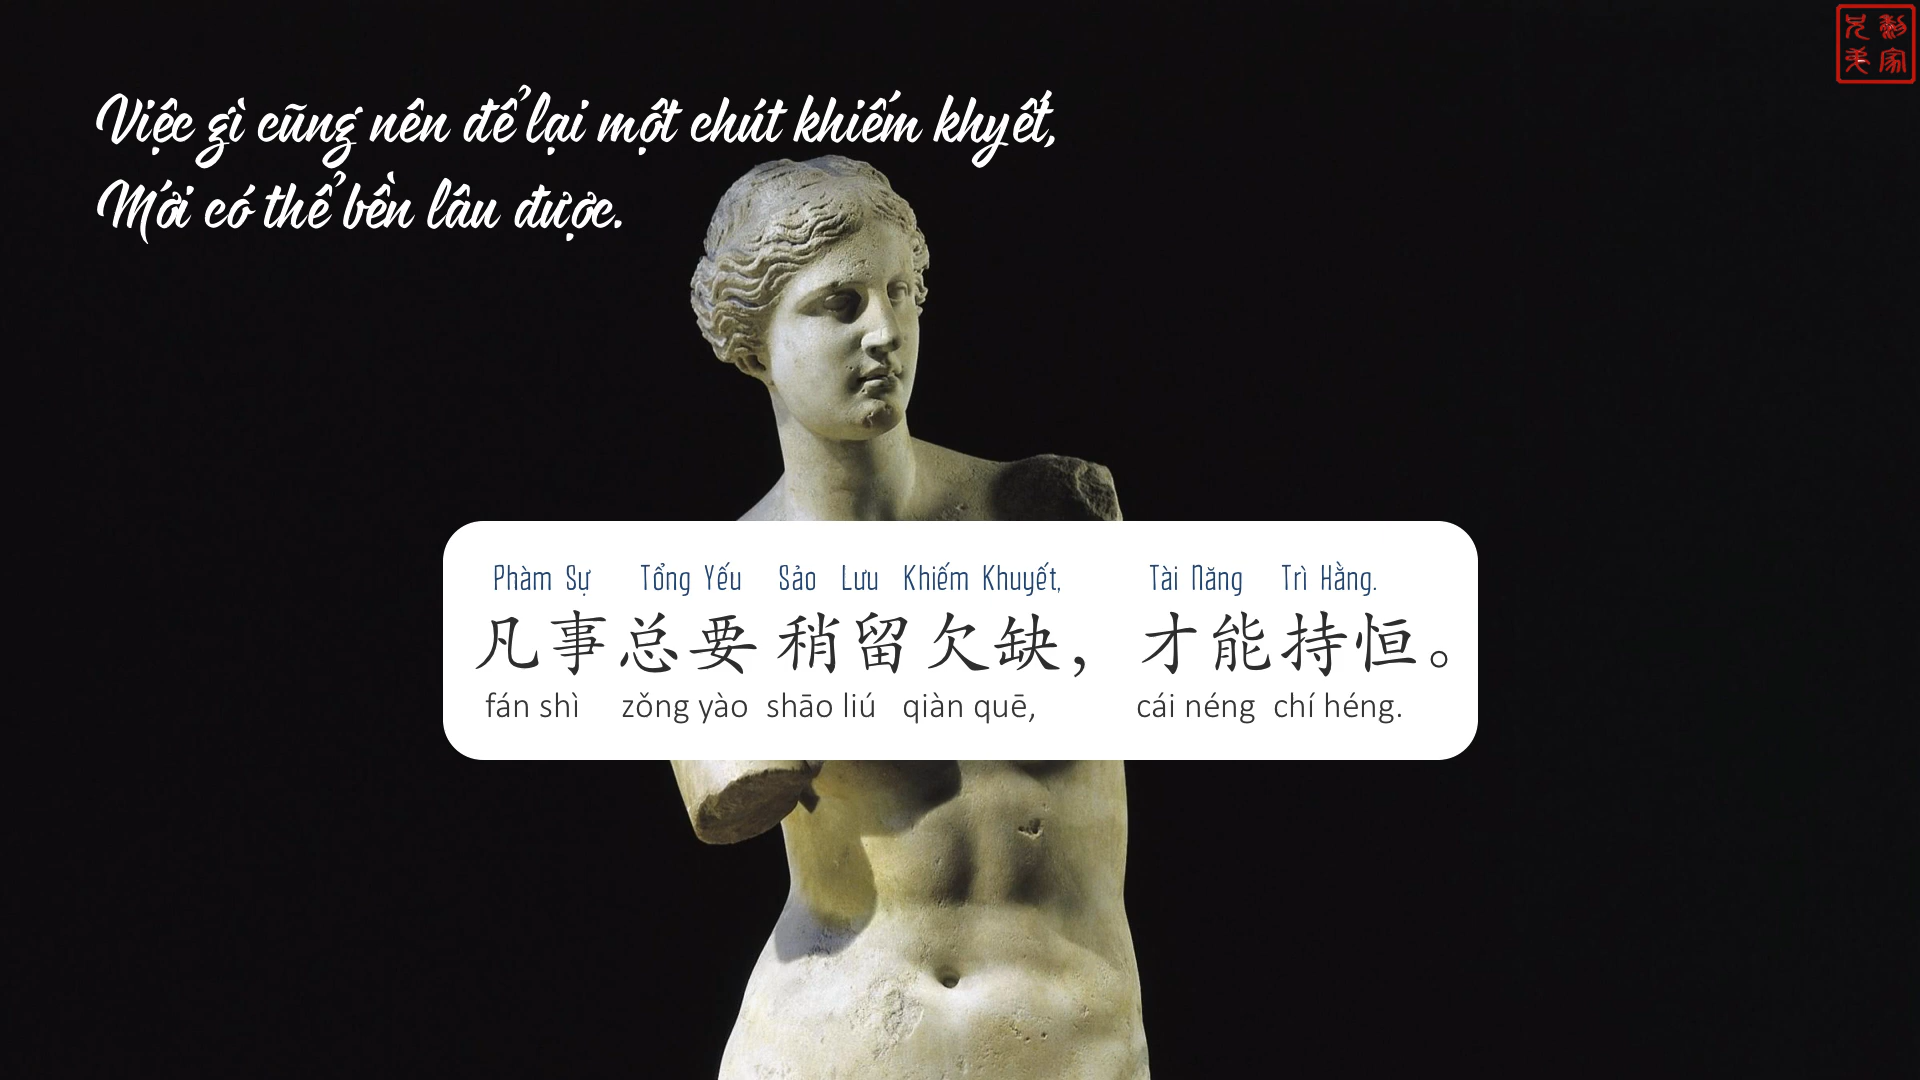 Việc gì cũng nên để lại một chút khiếm khyết,
Mới có thể bền lâu được.
Phàm Sự Tổng Yếu Sảo Lưu Khiếm Khuyết, Tài Năng Trì Hằng.
凡事总要稍留欠缺，才能持恒。
fán shì zǒng yào shāo liú qiàn quē, cái néng chí héng.